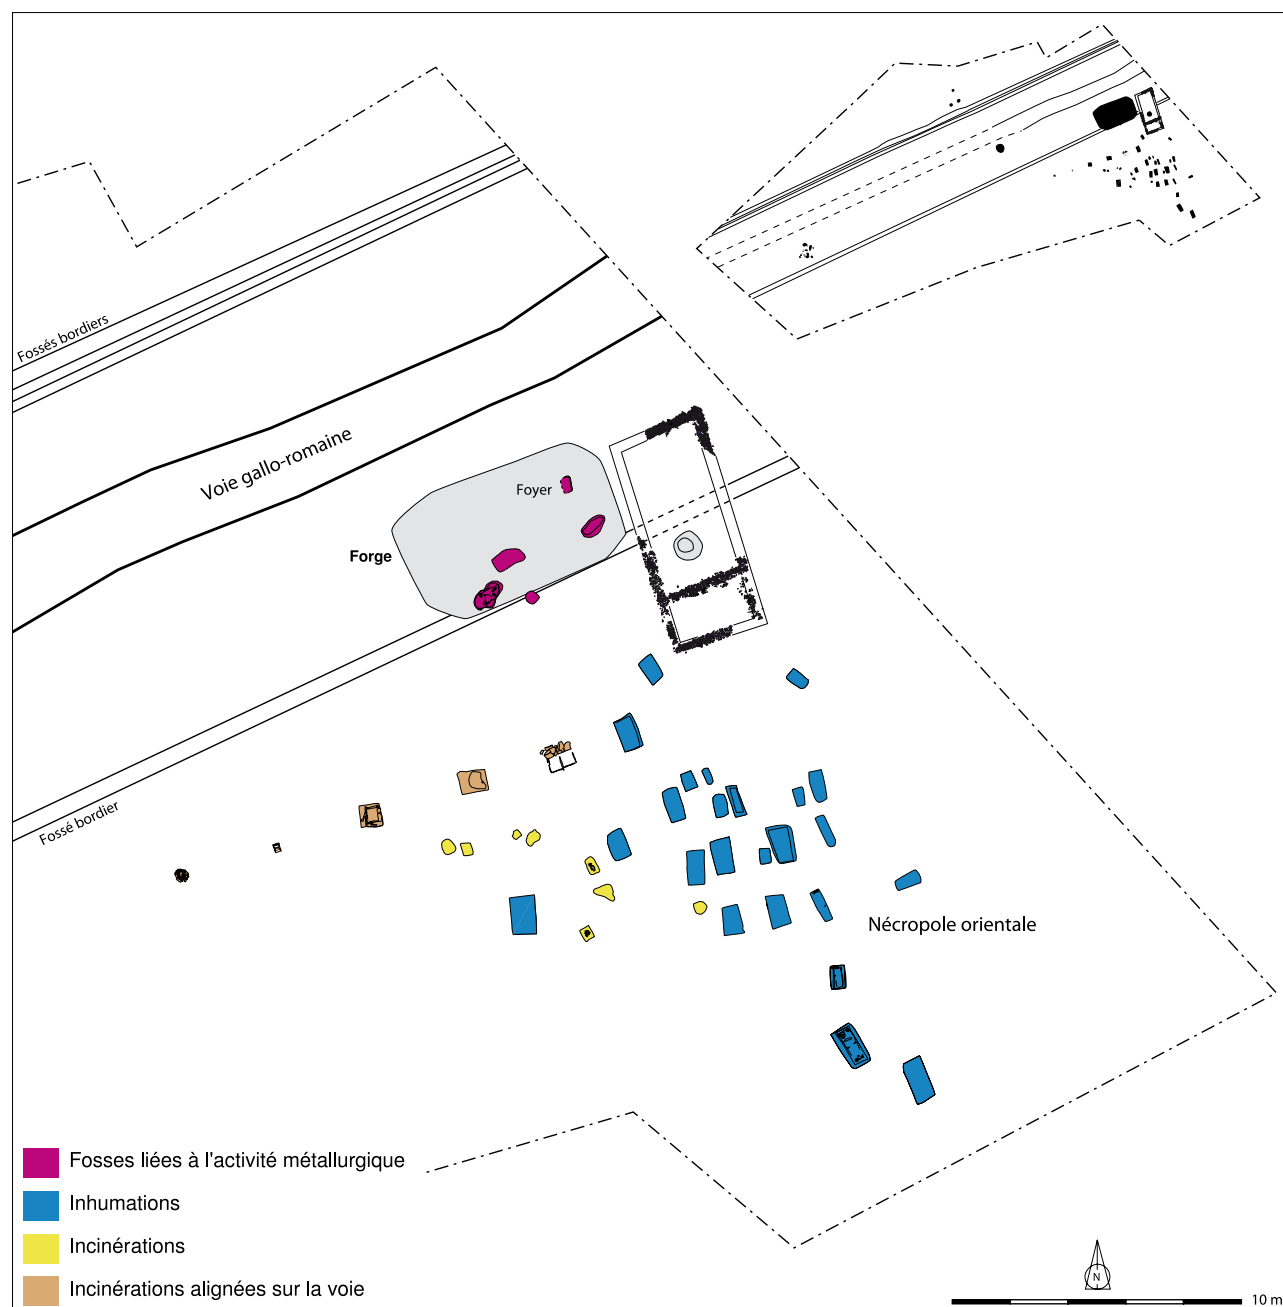 Fossés bordiers
Voie gallo-romaine
Foyer
Forge
Fossé bordier
Nécropole orientale
Fosses liées à l'activité métallurgique
Inhumations
Incinérations
Incinérations alignées sur la voie
N
10 m